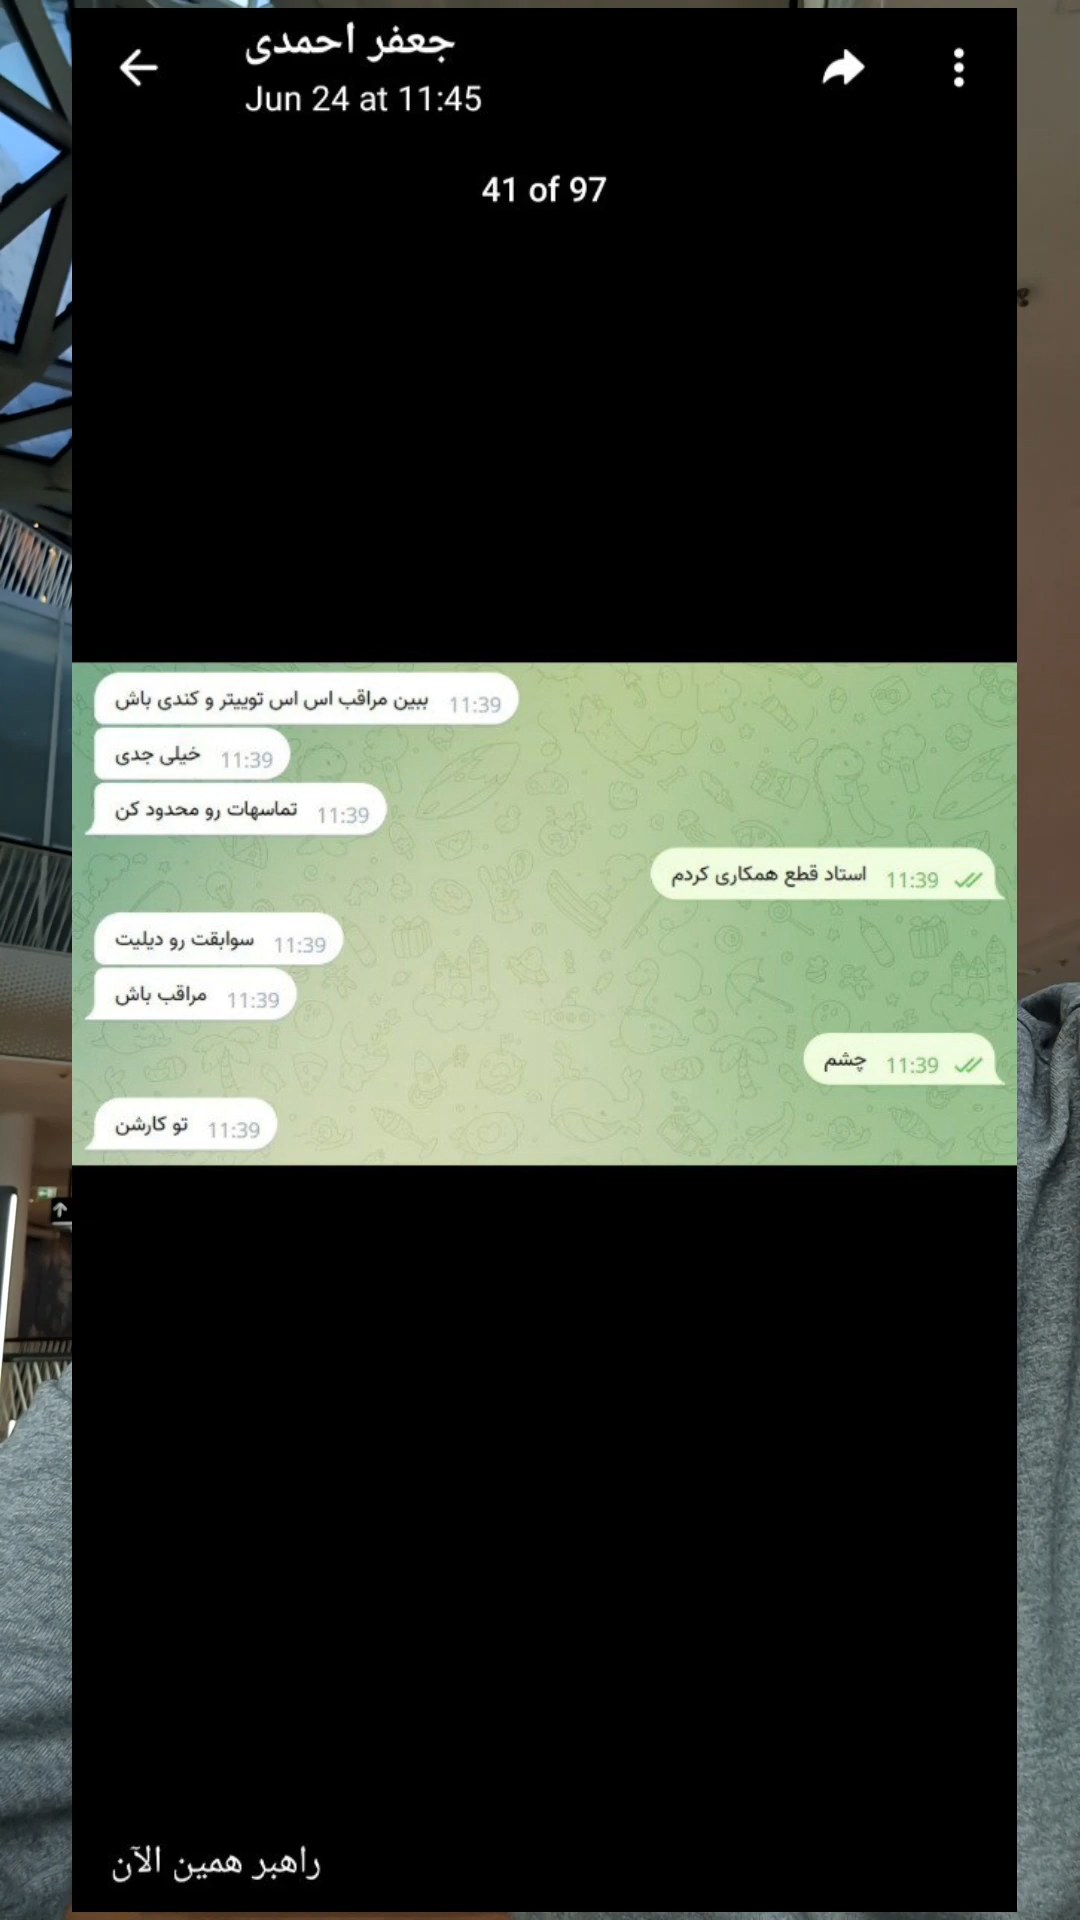 جعفر احمدی
Jun 24 at 11:45
41 of 97
ببین مراقب اس اس توییتر و کندی باش 11:39
خیلی جدی 11:39
تماسهات رو محدود کن 11:39
استاد قطع همکاری کردم 11:39
سوابقت رو دیلیت 11:39
مراقب باش 11:39
چشم 11:39
تو کارشن 11:39
راهبر همین الآن